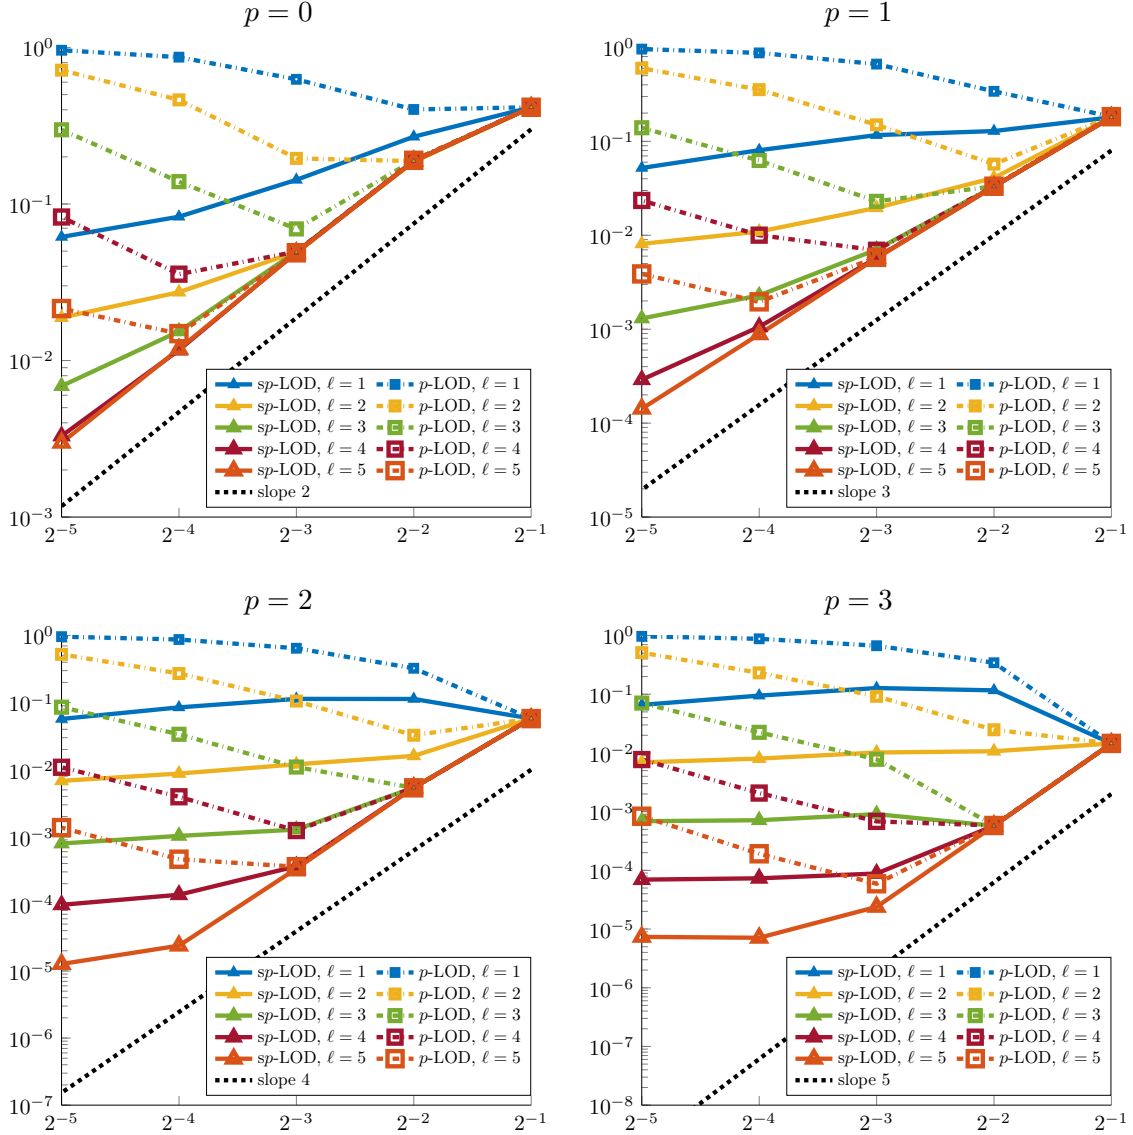 p = 0
10⁰
10⁻¹
10⁻²
10⁻³
2⁻⁵ 2⁻⁴ 2⁻³ 2⁻² 2⁻¹
sp-LOD, ℓ = 1 p-LOD, ℓ = 1
sp-LOD, ℓ = 2 p-LOD, ℓ = 2
sp-LOD, ℓ = 3 p-LOD, ℓ = 3
sp-LOD, ℓ = 4 p-LOD, ℓ = 4
sp-LOD, ℓ = 5 p-LOD, ℓ = 5
slope 2
p = 1
10⁰
10⁻¹
10⁻²
10⁻³
10⁻⁴
10⁻⁵
2⁻⁵ 2⁻⁴ 2⁻³ 2⁻² 2⁻¹
sp-LOD, ℓ = 1 p-LOD, ℓ = 1
sp-LOD, ℓ = 2 p-LOD, ℓ = 2
sp-LOD, ℓ = 3 p-LOD, ℓ = 3
sp-LOD, ℓ = 4 p-LOD, ℓ = 4
sp-LOD, ℓ = 5 p-LOD, ℓ = 5
slope 3
p = 2
10⁰
10⁻¹
10⁻²
10⁻³
10⁻⁴
10⁻⁵
10⁻⁶
10⁻⁷
2⁻⁵ 2⁻⁴ 2⁻³ 2⁻² 2⁻¹
sp-LOD, ℓ = 1 p-LOD, ℓ = 1
sp-LOD, ℓ = 2 p-LOD, ℓ = 2
sp-LOD, ℓ = 3 p-LOD, ℓ = 3
sp-LOD, ℓ = 4 p-LOD, ℓ = 4
sp-LOD, ℓ = 5 p-LOD, ℓ = 5
slope 4
p = 3
10⁰
10⁻¹
10⁻²
10⁻³
10⁻⁴
10⁻⁵
10⁻⁶
10⁻⁷
10⁻⁸
2⁻⁵ 2⁻⁴ 2⁻³ 2⁻² 2⁻¹
sp-LOD, ℓ = 1 p-LOD, ℓ = 1
sp-LOD, ℓ = 2 p-LOD, ℓ = 2
sp-LOD, ℓ = 3 p-LOD, ℓ = 3
sp-LOD, ℓ = 4 p-LOD, ℓ = 4
sp-LOD, ℓ = 5 p-LOD, ℓ = 5
slope 5